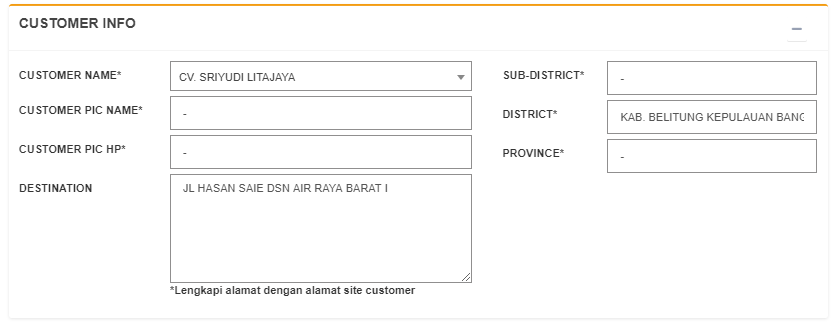 CUSTOMER INFO
CUSTOMER NAME*
CV. SRIYUDI LITAJAYA
CUSTOMER PIC NAME*
-
CUSTOMER PIC HP*
-
DESTINATION
JL HASAN SAIE DSN AIR RAYA BARAT I
*Lengkapi alamat dengan alamat site customer
SUB-DISTRICT*
-
DISTRICT*
KAB. BELITUNG KEPULAUAN BANG
PROVINCE*
-